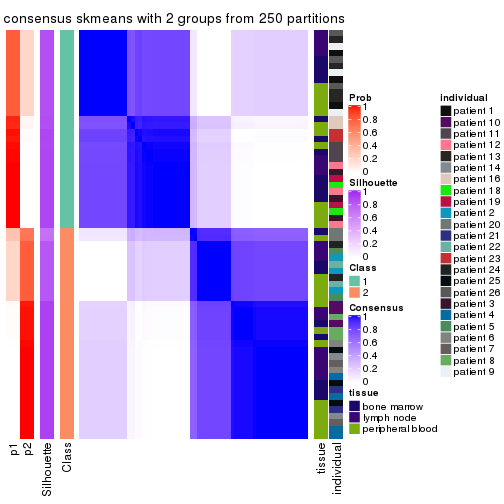 consensus skmeans with 2 groups from 250 partitions
Prob
1
0.8
0.6
0.4
0.2
0
Silhouette
1
0.8
0.6
0.4
0.2
0
Class
1
2
Consensus
1
0.8
0.6
0.4
0.2
0
tissue
bone marrow
lymph node
peripheral blood
individual
patient 1
patient 10
patient 11
patient 12
patient 13
patient 14
patient 16
patient 18
patient 19
patient 2
patient 20
patient 21
patient 22
patient 23
patient 24
patient 25
patient 26
patient 3
patient 4
patient 5
patient 6
patient 7
patient 8
patient 9
p1
p2
Silhouette
Class
tissue
individual